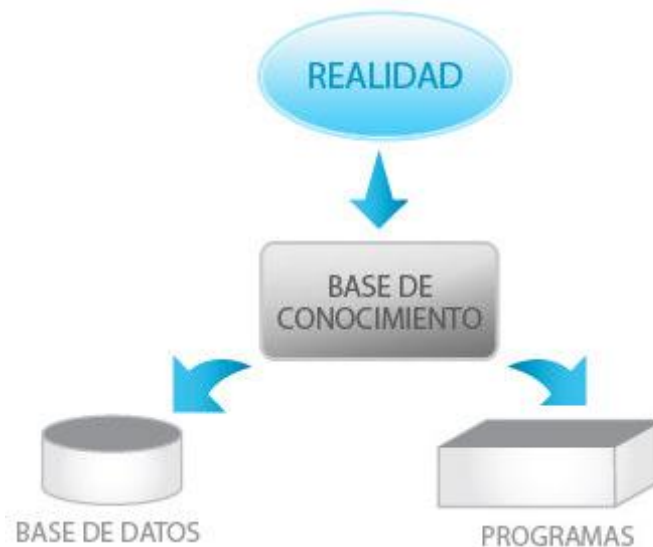 REALIDAD
BASE DE
CONOCIMIENTO
BASE DE DATOS
PROGRAMAS